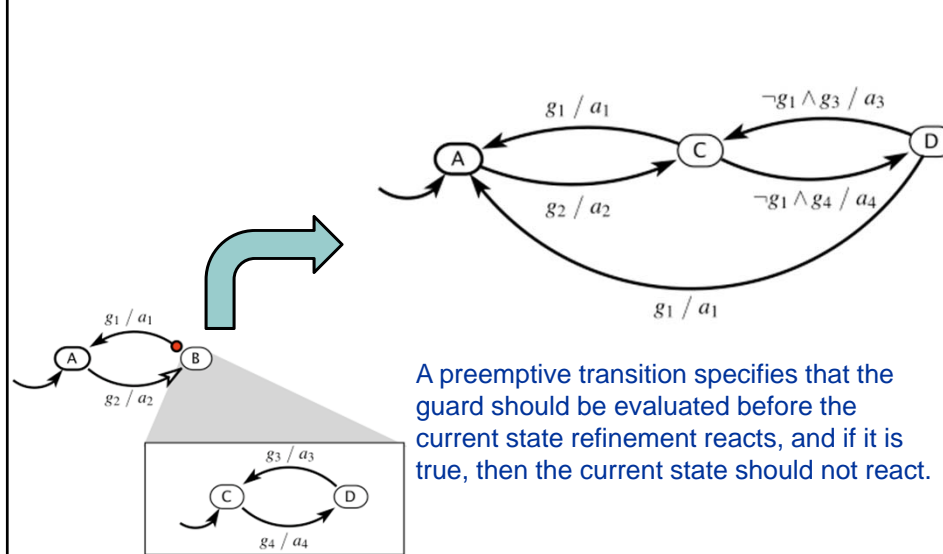 g1 / a1
¬g1 ∧ g3 / a3
A
C
D
g2 / a2
¬g1 ∧ g4 / a4
g1 / a1
g1 / a1
A
B
g2 / a2
A preemptive transition specifies that the
guard should be evaluated before the
current state refinement reacts, and if it is
true, then the current state should not react.
g3 / a3
C
D
g4 / a4